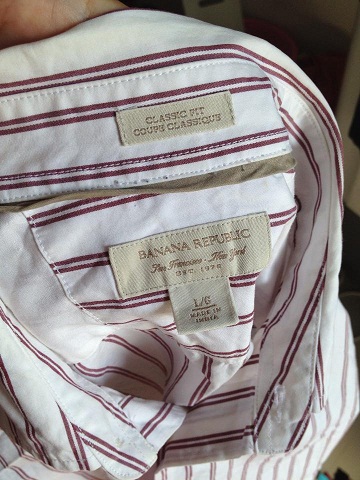 CLASSIC FIT
COUPE CLASSIQUE
BANANA REPUBLIC
San Francisco - New York
EST. 1978
L/G
MADE IN
INDIA